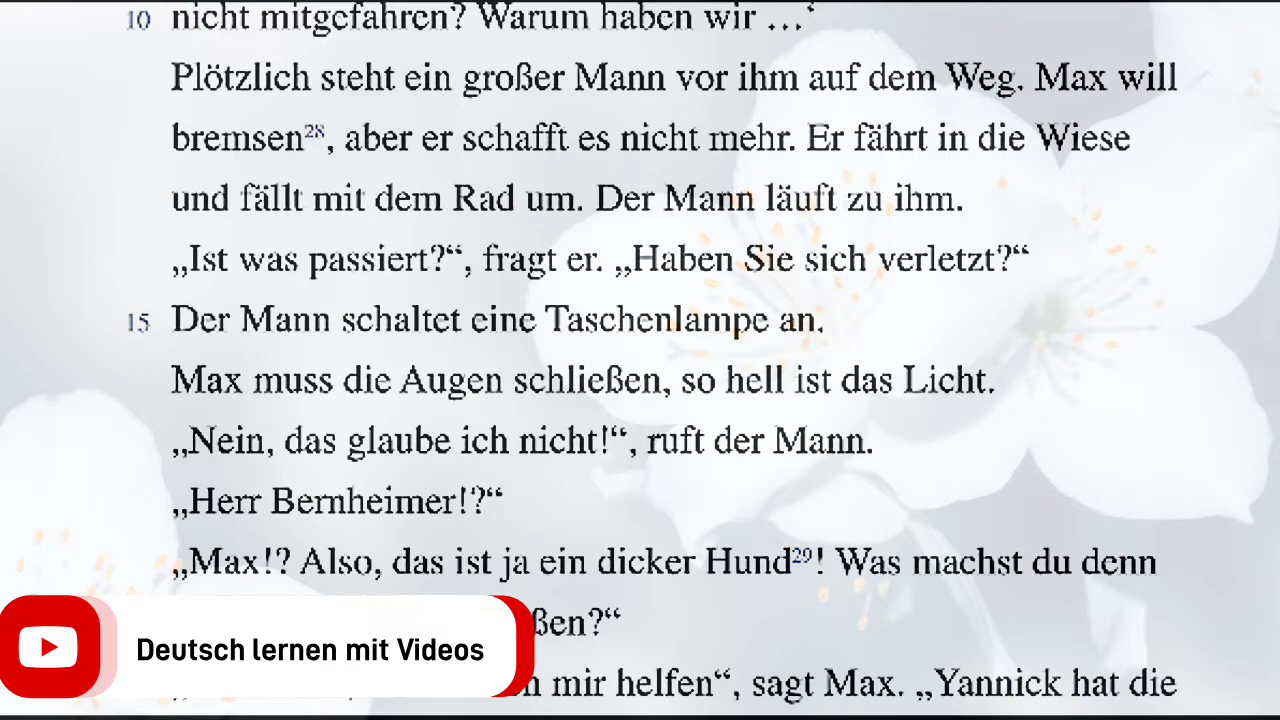 10 nicht mitgefahren? Warum haben wir …‘
Plötzlich steht ein großer Mann vor ihm auf dem Weg. Max will
bremsen28, aber er schafft es nicht mehr. Er fährt in die Wiese
und fällt mit dem Rad um. Der Mann läuft zu ihm.
„Ist was passiert?“, fragt er. „Haben Sie sich verletzt?“
15 Der Mann schaltet eine Taschenlampe an.
Max muss die Augen schließen, so hell ist das Licht.
„Nein, das glaube ich nicht!“, ruft der Mann.
„Herr Bernheimer!?“
„Max!? Also, das ist ja ein dicker Hund29! Was machst du denn
ßen?“
Deutsch lernen mit Videos
n mir helfen“, sagt Max. „Yannick hat die